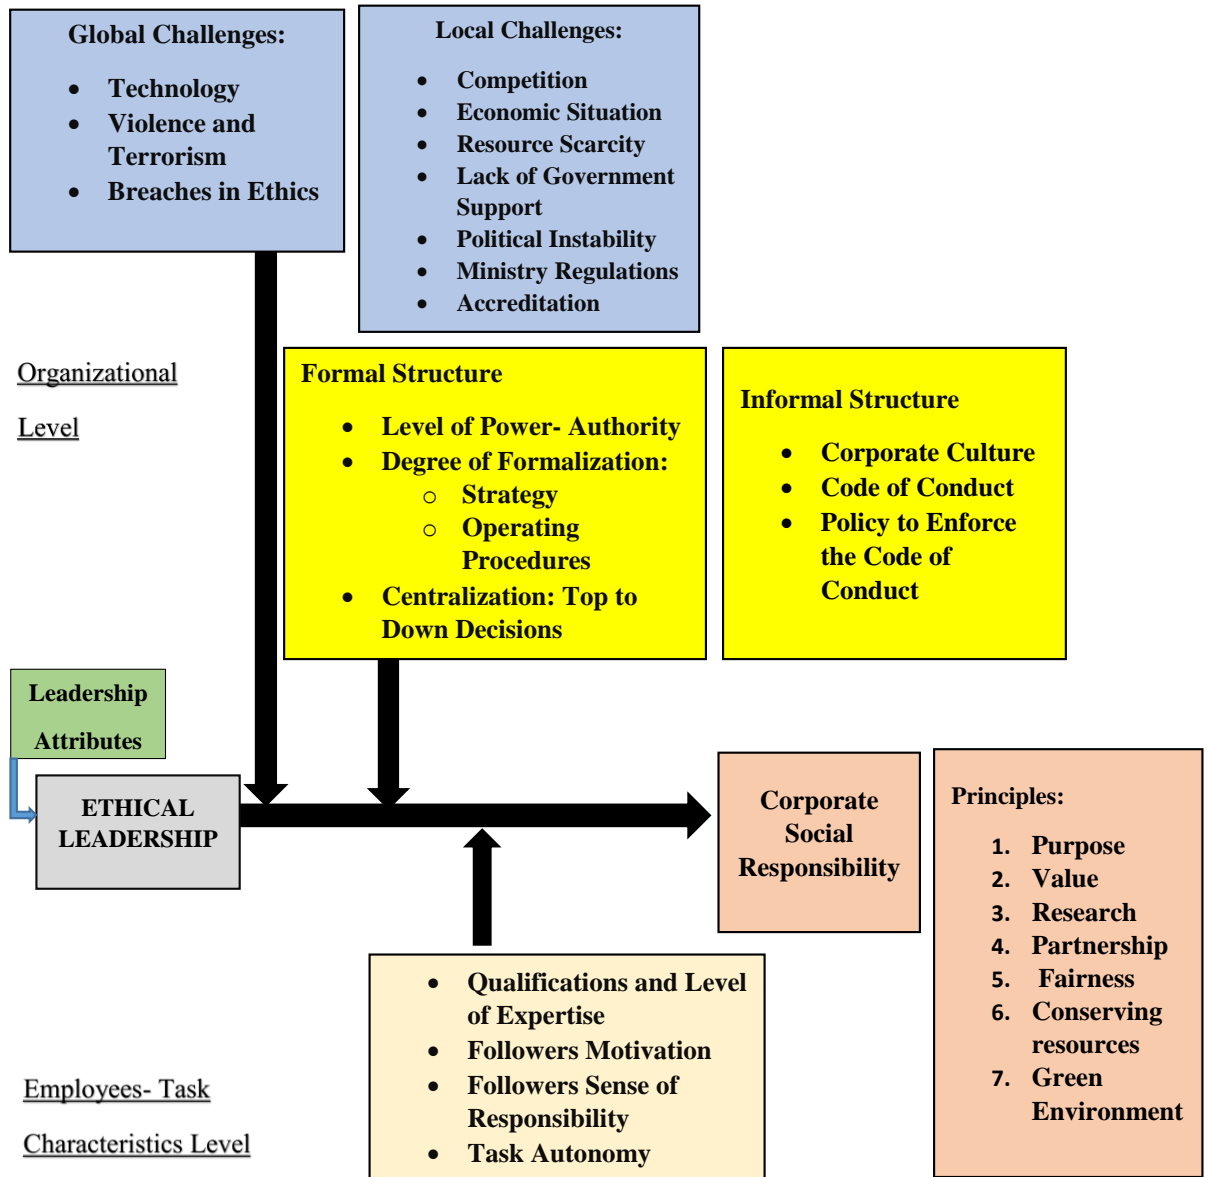 Global Challenges:
• Technology
• Violence and
Terrorism
• Breaches in Ethics
Local Challenges:
• Competition
• Economic Situation
• Resource Scarcity
• Lack of Government
Support
• Political Instability
• Ministry Regulations
• Accreditation
Organizational
Level
Formal Structure
• Level of Power- Authority
• Degree of Formalization:
o Strategy
o Operating
Procedures
• Centralization: Top to
Down Decisions
Informal Structure
• Corporate Culture
• Code of Conduct
• Policy to Enforce
the Code of
Conduct
Leadership
Attributes
ETHICAL
LEADERSHIP
Corporate
Social
Responsibility
Principles:
1. Purpose
2. Value
3. Research
4. Partnership
5. Fairness
6. Conserving
resources
7. Green
Environment
• Qualifications and Level
of Expertise
• Followers Motivation
• Followers Sense of
Responsibility
• Task Autonomy
Employees- Task
Characteristics Level